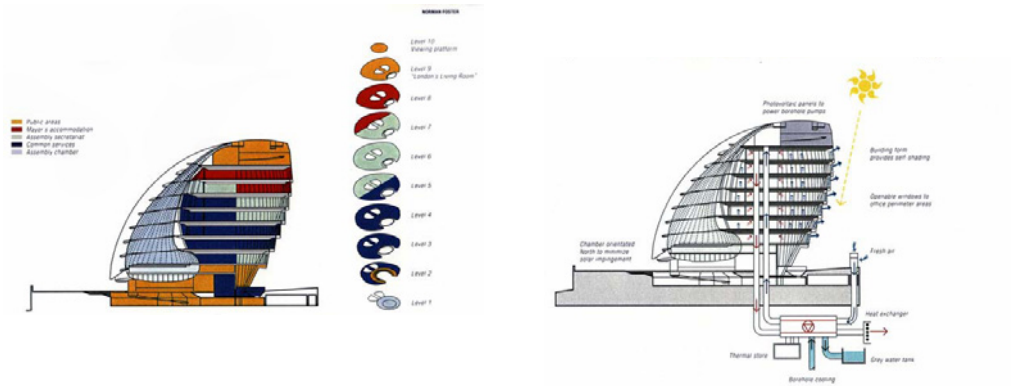 NORMAN FOSTER
Level 10
Viewing platform
Level 9
"London's Living Room"
Level 8
Level 7
Level 6
Level 5
Level 4
Level 3
Level 2
Level 1
Public areas
Mayor's accommodation
Assembly secretariat
Common services
Assembly chamber
Photovoltaic panels to
power borehole pumps
Building form
provides self shading
Openable windows to
office perimeter areas
Chamber orientated
North to minimize
solar impingement
Fresh air
Heat exchanger
Thermal store
Grey water tank
Borehole cooling